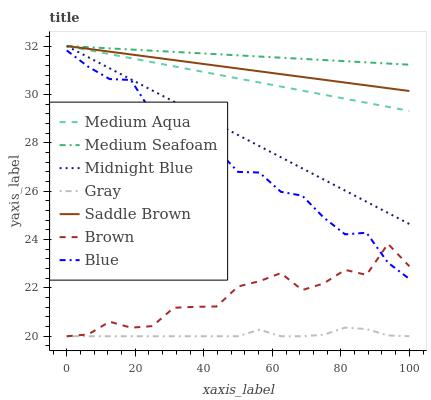 title
32
30
28
26
24
22
20
yaxis_label
Medium Aqua
Medium Seafoam
Midnight Blue
Gray
Saddle Brown
Brown
Blue
0
20
40
60
80
100
xaxis_label